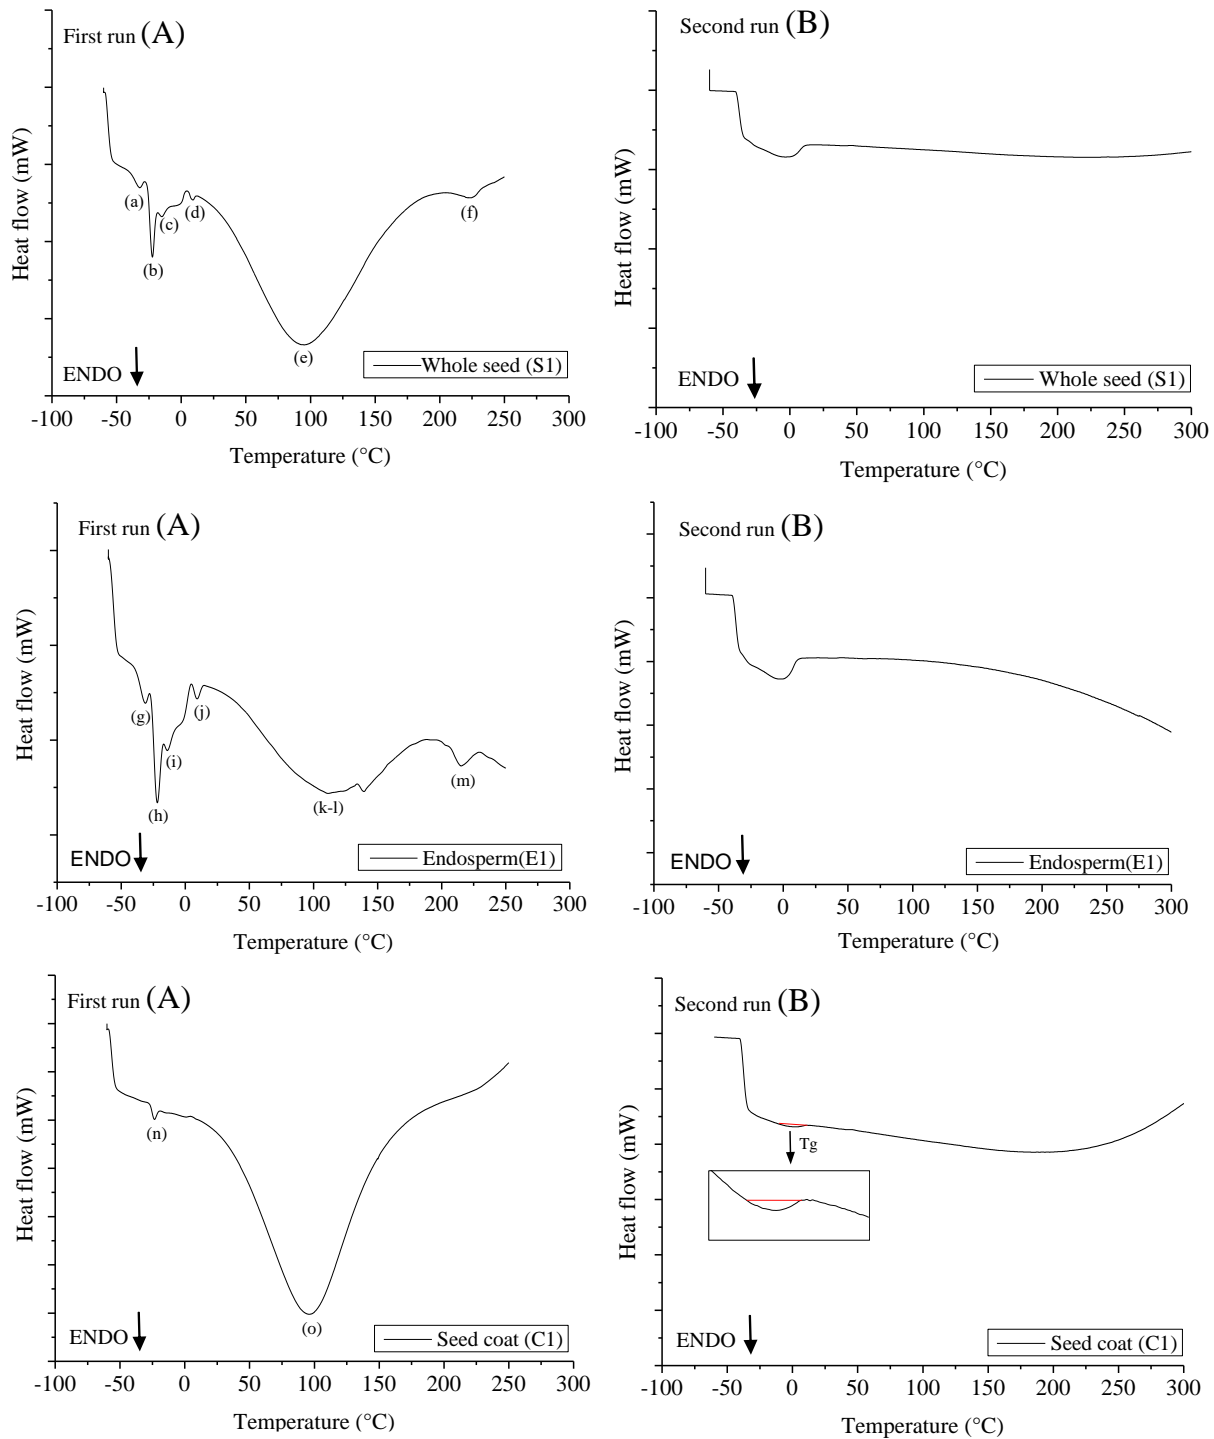 First run (A)
Heat flow (mW)
(a)
(b)
(c)
(d)
(e)
(f)
ENDO
Whole seed (S1)
-100 -50 0 50 100 150 200 250 300
Temperature (°C)
Second run (B)
Heat flow (mW)
ENDO
Whole seed (S1)
-100 -50 0 50 100 150 200 250 300
Temperature (°C)
First run (A)
Heat flow (mW)
(g)
(h)
(i)
(j)
(k-l)
(m)
ENDO
Endosperm(E1)
-100 -50 0 50 100 150 200 250 300
Temperature (°C)
Second run (B)
Heat flow (mW)
ENDO
Endosperm(E1)
-100 -50 0 50 100 150 200 250 300
Temperature (°C)
First run (A)
Heat flow (mW)
(n)
(o)
ENDO
Seed coat (C1)
-100 -50 0 50 100 150 200 250 300
Temperature (°C)
Second run (B)
Heat flow (mW)
Tg
ENDO
Seed coat (C1)
-100 -50 0 50 100 150 200 250 300
Temperature (°C)